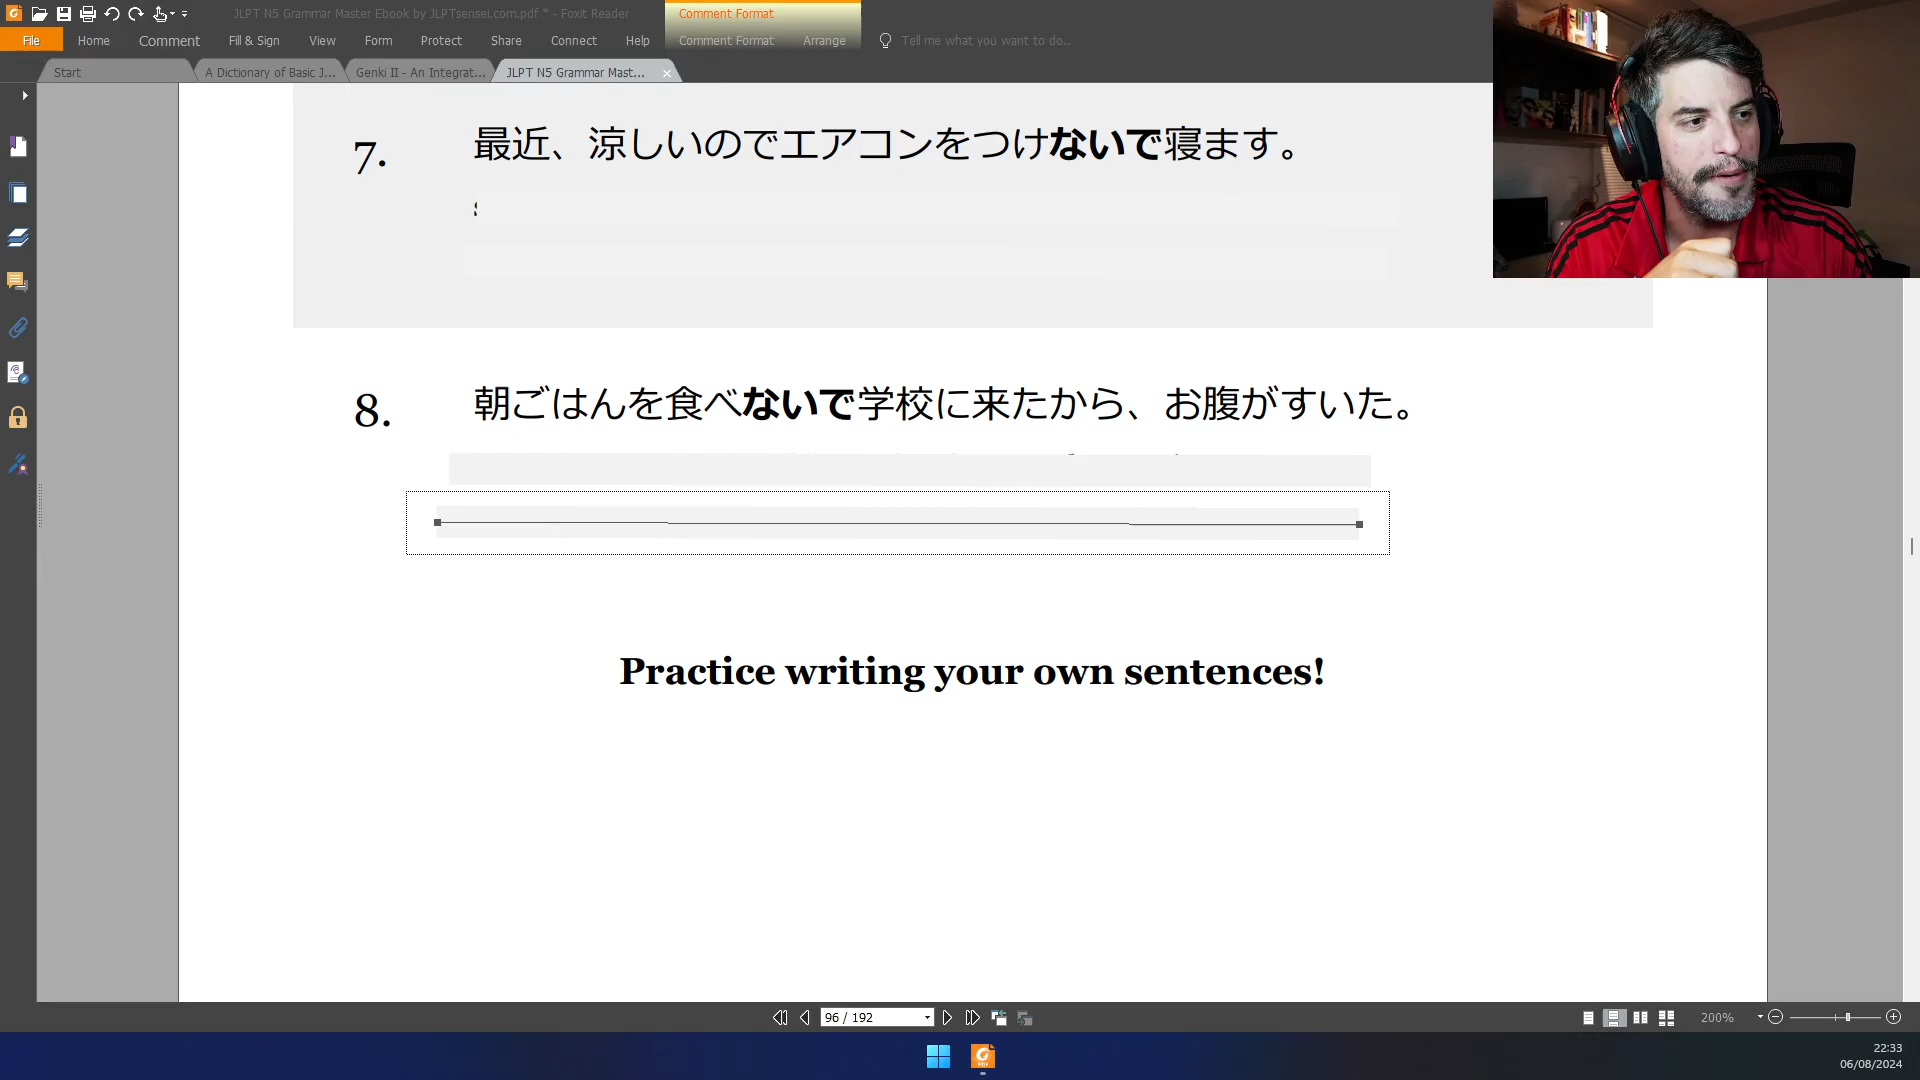 JLPT N5 Grammar Master Ebook by JLPTsensei.com.pdf * - Foxit Reader
Comment Format
File
Home
Comment
Fill & Sign
View
Form
Protect
Share
Connect
Help
Comment Format
Arrange
Tell me what you want to do..
Start
A Dictionary of Basic J...
Genki II - An Integrat...
JLPT N5 Grammar Mast...
7.
最近、涼しいのでエアコンをつけないで寝ます。
8.
朝ごはんを食べないで学校に来たから、お腹がすいた。
Practice writing your own sentences!
96 / 192
200%
22:33
06/08/2024